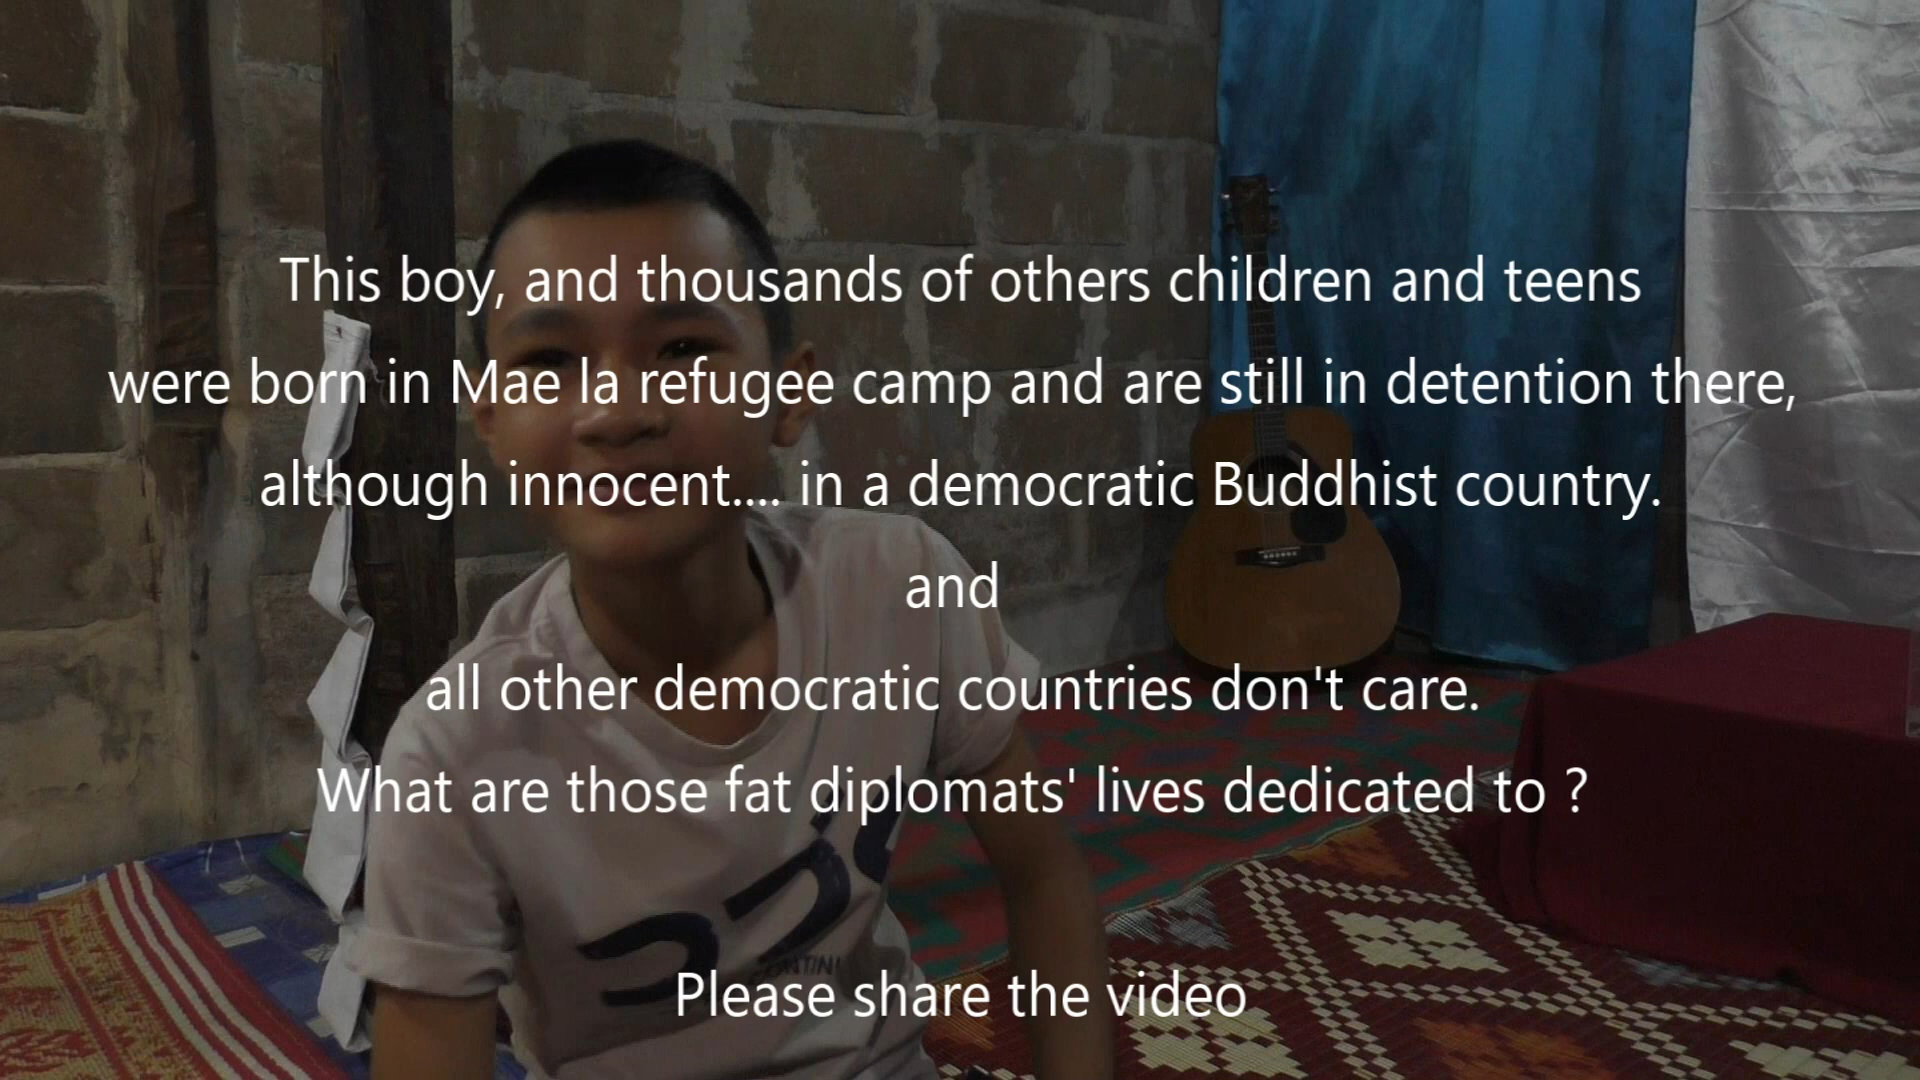 This boy, and thousands of others children and teens
were born in Mae la refugee camp and are still in detention there,
although innocent.... in a democratic Buddhist country.
and
all other democratic countries don't care.
What are those fat diplomats' lives dedicated to ?
Please share the video